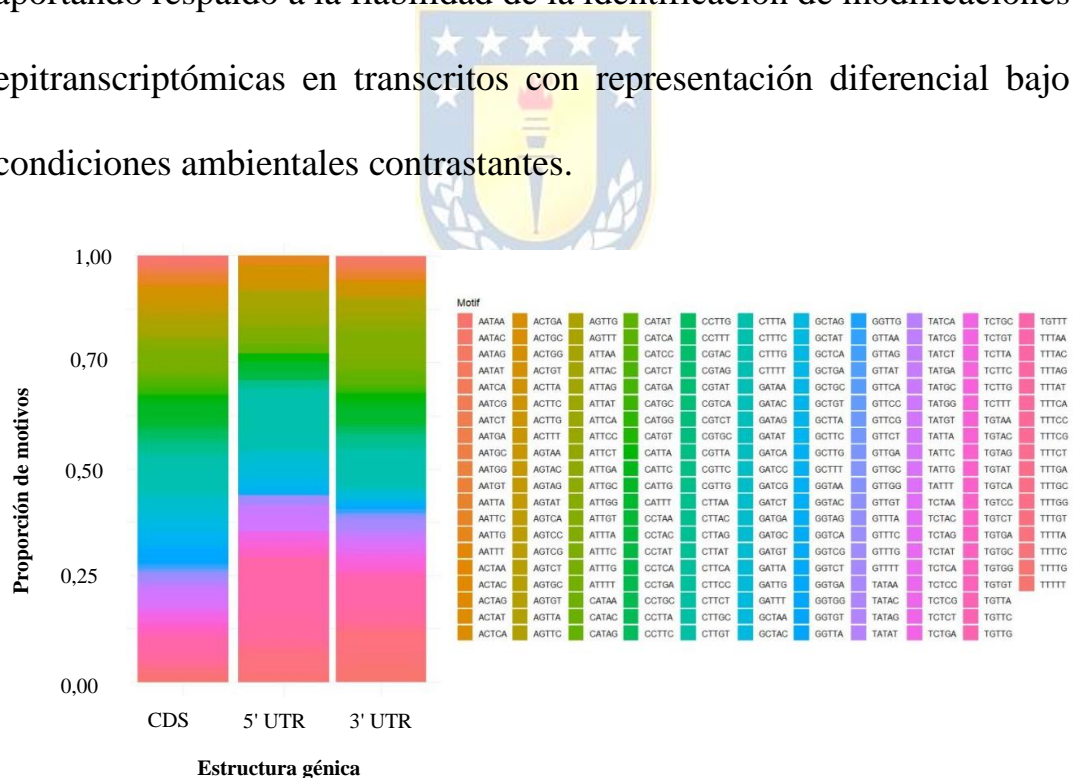 aportando respaldo a la fiabilidad de la identificación de modificaciones
epitranscriptómicas en transcritos con representación diferencial bajo
condiciones ambientales contrastantes.
1,00
0,70
0,50
0,25
0,00
Proporción de motivos
CDS 5' UTR 3' UTR
Estructura génica
Motif
AATAA ACTGA AGTTG CATAT CCTTG CTTTA GCTAG GGTTG TATCA TCTGC TGTTT
AATAC ACTGC AGTTT CATCA CCTTT CTTTC GCTAT GTTAA TATCG TCTGT TTTAA
AATAG ACTGG ATTAA CATCC CGTAC CTTTG GCTCA GTTAG TATCT TCTTA TTTAC
AATAT ACTGT ATTAC CATCT CGTAG CTTTT GCTGA GTTAT TATGA TCTTC TTTAG
AATCA ACTTA ATTAG CATGA CGTAT GATAA GCTGC GTTCA TATGC TCTTG TTTAT
AATCG ACTTC ATTAT CATGC CGTCA GATAC GCTGT GTTCC TATGG TCTTT TTTCA
AATCT ACTTG ATTCA CATGG CGTCT GATAG GCTTA GTTCG TATGT TGTAA TTTCC
AATGA ACTTT ATTCC CATGT CGTGC GATAT GCTTC GTTCT TATTA TGTAC TTTCG
AATGC AGTAA ATTCT CATTA CGTTA GATCA GCTTG GTTGA TATTC TGTAG TTTCT
AATGG AGTAC ATTGA CATTC CGTTC GATCC GCTTT GTTGC TATTG TGTAT TTTGA
AATGT AGTAG ATTGC CATTG CGTTG GATCG GGTAA GTTGG TATTT TGTCA TTTGC
AATTA AGTAT ATTGG CATTT CTTAA GATCT GGTAC GTTGT TCTAA TGTCC TTTGG
AATTC AGTCA ATTGT CCTAA CTTAC GATGA GGTAG GTTTA TCTAC TGTCT TTTGT
AATTG AGTCC ATTTA CCTAC CTTAG GATGC GGTCG GTTTC TCTAG TGTGA TTTTA
AATTT AGTCG ATTTC CCTAT CTTAT GATGT GGTCT GTTTG TCTAT TGTGC TTTTC
ACTAA AGTCT ATTTG CCTCA CTTCA GATTA GGTCT GTTTT TCTCA TGTGG TTTTG
ACTAC AGTGC ATTTT CCTGA CTTCC GATTG GGTGA TATAA TCTCC TGTGT TTTTT
ACTAG AGTGT CATAA CCTGC CTTCT GATTT GGTGG TATAC TCTCG TGTTA
ACTAT AGTTA CATAC CCTTA CTTGC GCTAA GGTGT TATAG TCTCT TGTTC
ACTCA AGTTC CATAG CCTTC CTTGT GCTAC GGTTA TATAT TCTGA TGTTG